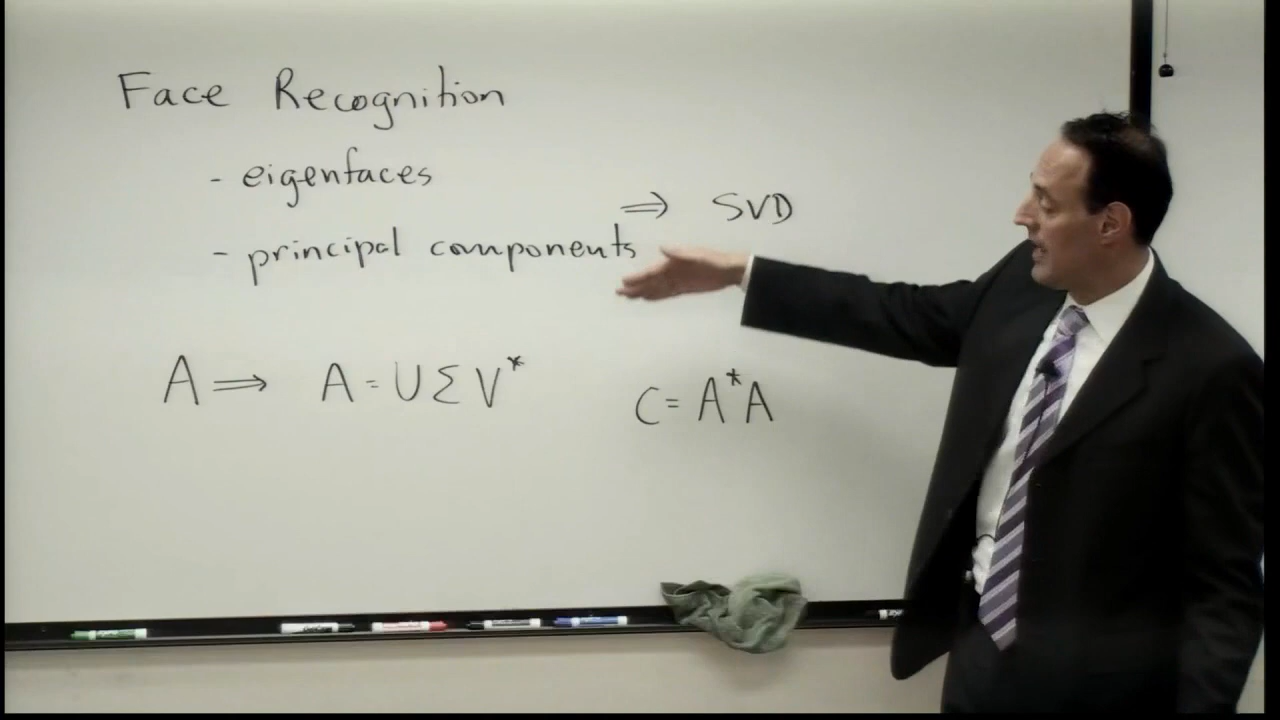 Face Recognition
- eigenfaces
⇒ SVD
- principal components
A ⇒ A = UΣV*
C = A*A